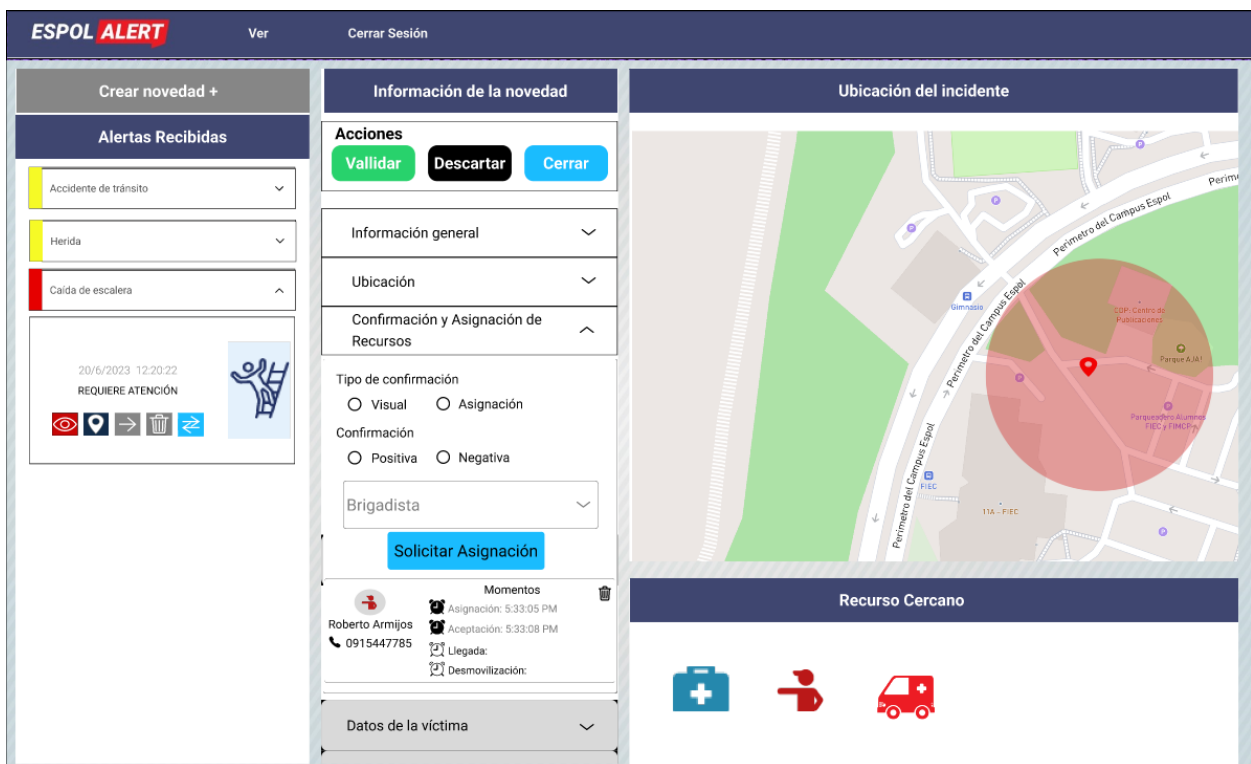 ESPOL ALERT
Ver
Cerrar Sesión
Crear novedad +
Alertas Recibidas
Accidente de tránsito
Herida
Caída de escalera
20/6/2023 12:20:22
REQUIERE ATENCIÓN
Información de la novedad
Acciones
Vallidar
Descartar
Cerrar
Información general
Ubicación
Confirmación y Asignación de
Recursos
Tipo de confirmación
Visual
Asignación
Confirmación
Positiva
Negativa
Brigadista
Solicitar Asignación
Roberto Armijos
0915447785
Momentos
Asignación: 5:33:05 PM
Aceptación: 5:33:08 PM
Llegada:
Desmovilización:
Datos de la víctima
Ubicación del incidente
Perimetro del Campus Espol
Perime
Perimetro del Campus Espol
Perimetro del Campus Espol
Gimnasio
CDP: Centro de
Publicaciones
Parque AJA!
Parqueadero Alumnos
FIEC y FIMCP
FIEC
11A - FIEC
P
P
P
P
P
P
Recurso Cercano